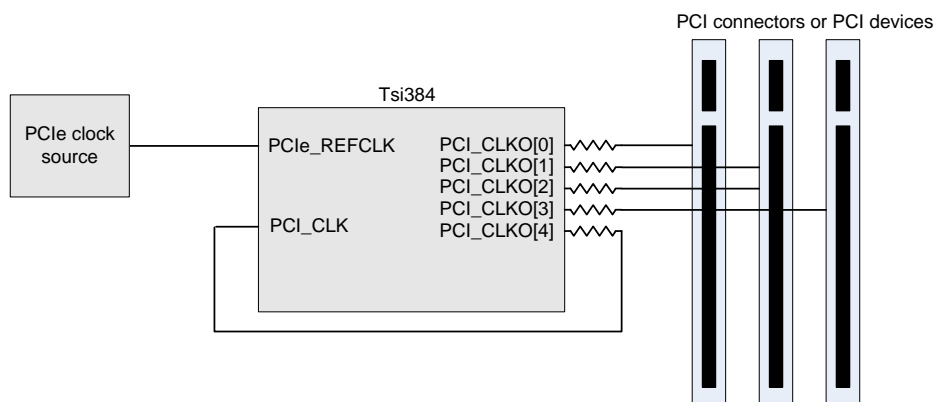 PCI connectors or PCI devices
Tsi384
PCIe clock
source
PCIe_REFCLK
PCI_CLK
PCI_CLKO[0]
PCI_CLKO[1]
PCI_CLKO[2]
PCI_CLKO[3]
PCI_CLKO[4]